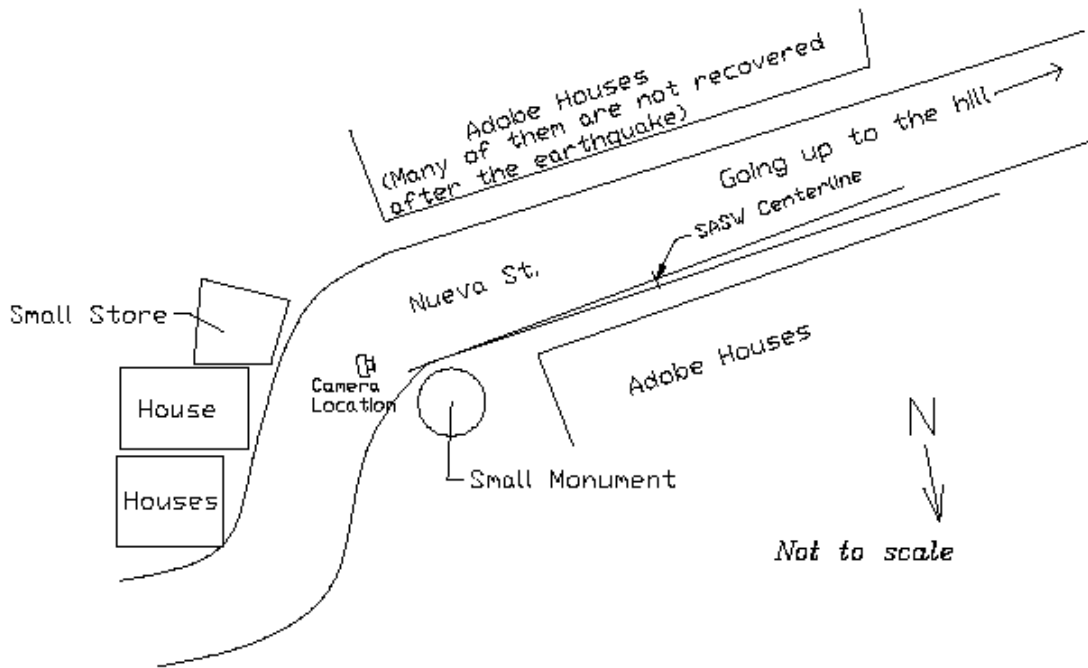 Adobe Houses
(Many of them are not recovered
after the earthquake)
Going up to the hill
SASW Centerline
Nueva St.
Small Store
Camera
Location
House
Adobe Houses
Houses
Small Monument
N
Not to scale